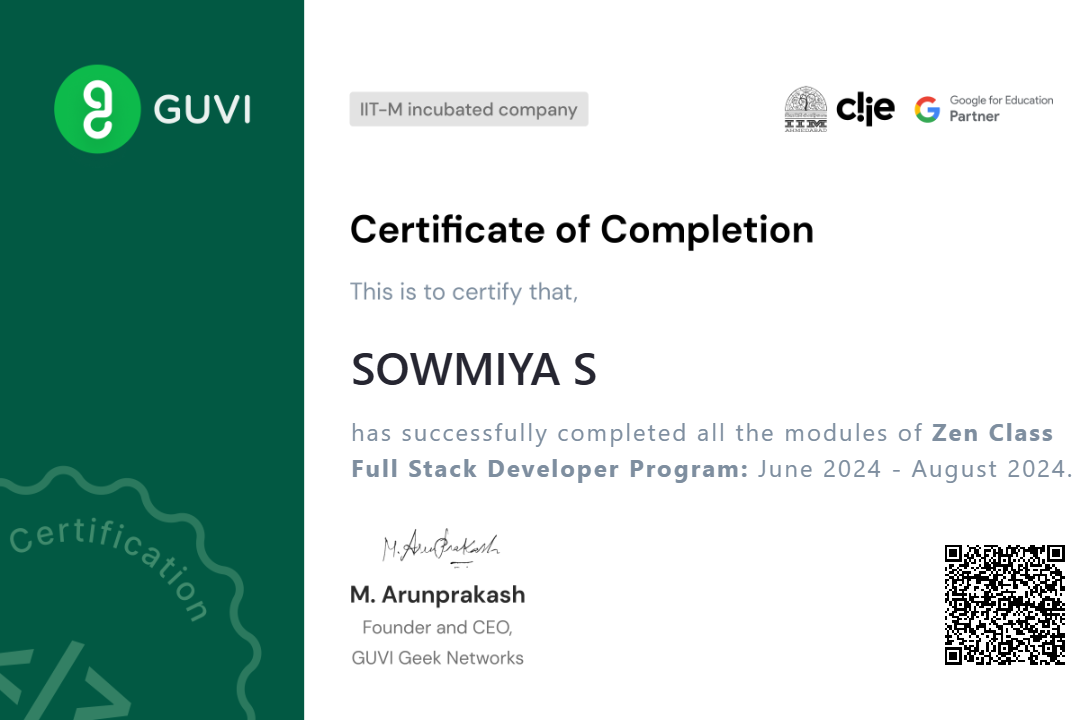 GUVI
IIT-M incubated company
IIM
AHMEDABAD
c!je
Google for Education
Partner
Certificate of Completion
This is to certify that,
SOWMIYA S
has successfully completed all the modules of Zen Class
Full Stack Developer Program: June 2024 - August 2024.
M. Arunprakash
M. Arunprakash
Founder and CEO,
GUVI Geek Networks
Certification
</>